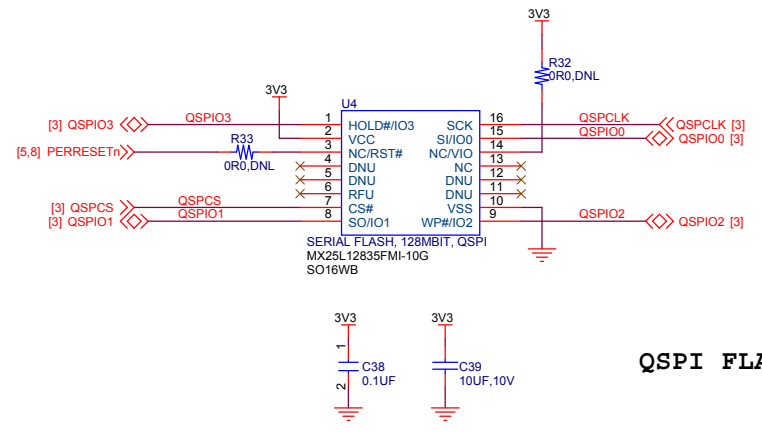 3V3
R32
0R0,DNL
3V3
U4
[3] QSPIO3
QSPIO3
1
HOLD#/IO3
SCK
16
QSPCLK
QSPCLK [3]
2
VCC
SI/IO0
15
QSPIO0
QSPIO0 [3]
[5,8] PERRESETn
R33
0R0,DNL
3
NC/RST#
NC/VIO
14
4
DNU
NC
13
5
DNU
DNU
12
6
RFU
DNU
11
[3] QSPCS
QSPCS
7
CS#
VSS
10
[3] QSPIO1
QSPIO1
8
SO/IO1
WP#/IO2
9
QSPIO2
QSPIO2 [3]
SERIAL FLASH, 128MBIT, QSPI
MX25L12835FMI-10G
SO16WB
3V3
1
C38
0.1UF
2
3V3
C39
10UF,10V
QSPI FLA